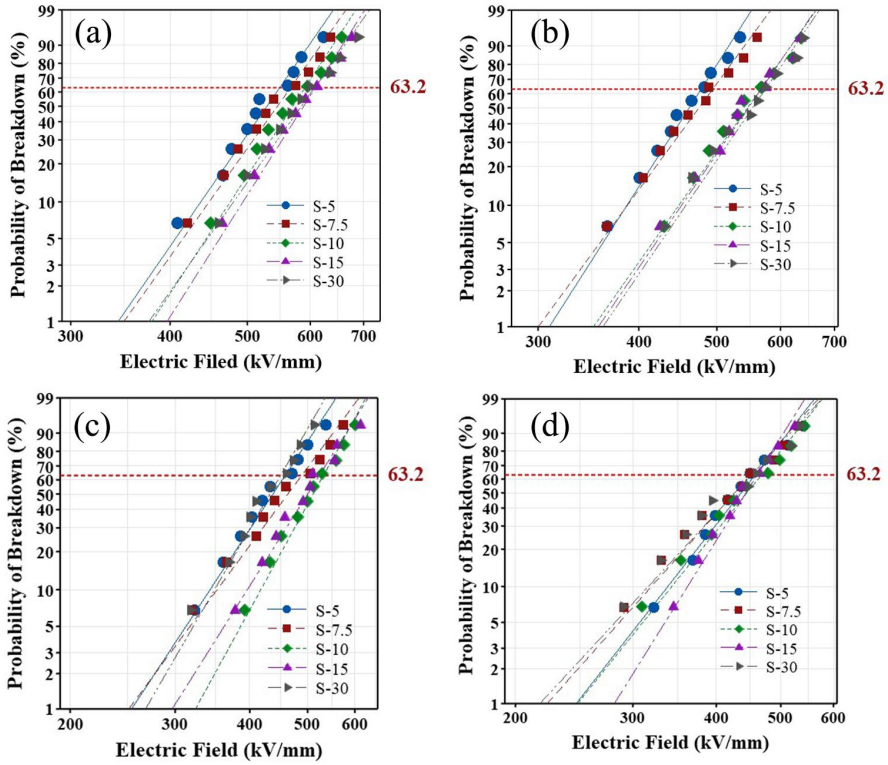 (a)
Probability of Breakdown (%)
99
90
80
70
60
50
40
30
20
10
5
3
2
1
63.2
S-5
S-7.5
S-10
S-15
S-30
300
400
500
600
700
Electric Filed (kV/mm)
(b)
Probability of Breakdown (%)
99
90
80
70
60
50
40
30
20
10
5
3
2
1
63.2
S-5
S-7.5
S-10
S-15
S-30
300
400
500
600
700
Electric Field (kV/mm)
(c)
Probability of Breakdown (%)
99
90
80
70
60
50
40
30
20
10
5
3
2
1
63.2
S-5
S-7.5
S-10
S-15
S-30
200
300
400
500
600
Electric Field (kV/mm)
(d)
Probability of Breakdown (%)
99
90
80
70
60
50
40
30
20
10
5
3
2
1
63.2
S-5
S-7.5
S-10
S-15
S-30
200
300
400
500
600
Electric Field (kV/mm)